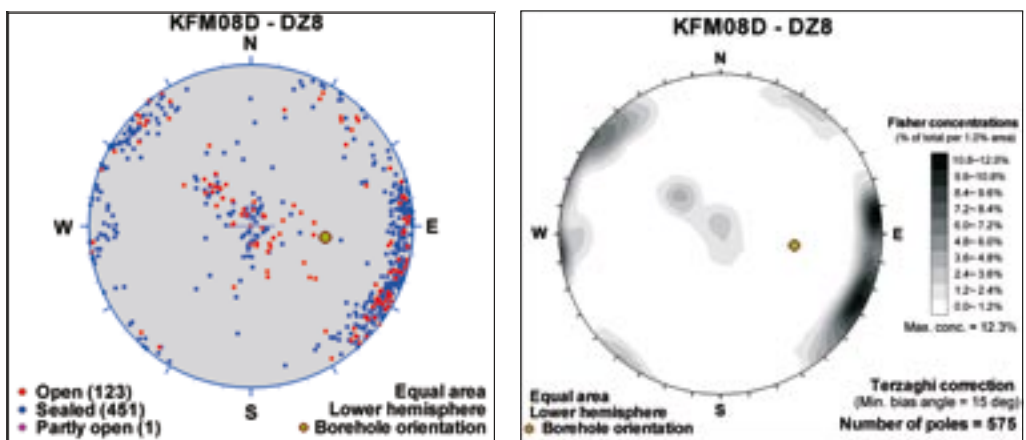 KFM08D - DZ8
N
W
E
S
Open (123)
Sealed (451)
Partly open (1)
Equal area
Lower hemisphere
Borehole orientation
KFM08D - DZ8
N
W
E
S
Fisher concentrations
(% of total per 1.0% area)
10.8~12.0%
9.6~10.8%
8.4~ 9.6%
7.2~ 8.4%
6.0~ 7.2%
4.8~ 6.0%
3.6~ 4.8%
2.4~ 3.6%
1.2~ 2.4%
0.0~ 1.2%
Max. conc. = 12.3%
Equal area
Lower hemisphere
Borehole orientation
Terzaghi correction
(Min. bias angle = 15 deg)
Number of poles = 575